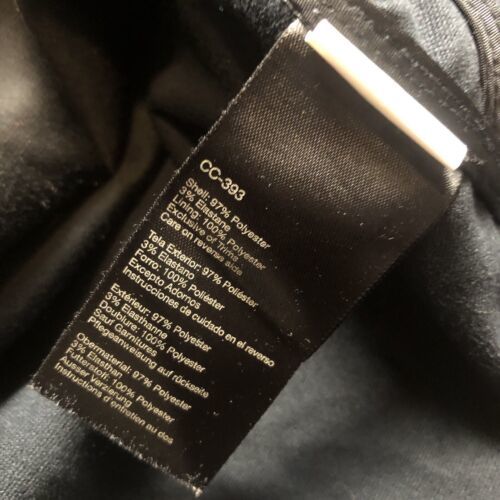 CC-393
Shell: 97% Polyester
3% Elastane
Lining: 100% Polyester
Exclusive of Trims
Care on reverse side
Tela Exterior: 97% Poliéster
3% Elastano
Forro: 100% Poliéster
Excepto Adornos
Instrucciones de cuidado en el reverso
Extérieur: 97% Polyester
3% Elasthanne
Doublure: 100% Polyester
Sauf Garnitures
Pflegeanweisung auf rückseite
Obermaterial: 97% Polyester
3% Elasthan
Futterstoff: 100% Polyester
Ausser Verzierung
Instructions d'entretien au dos